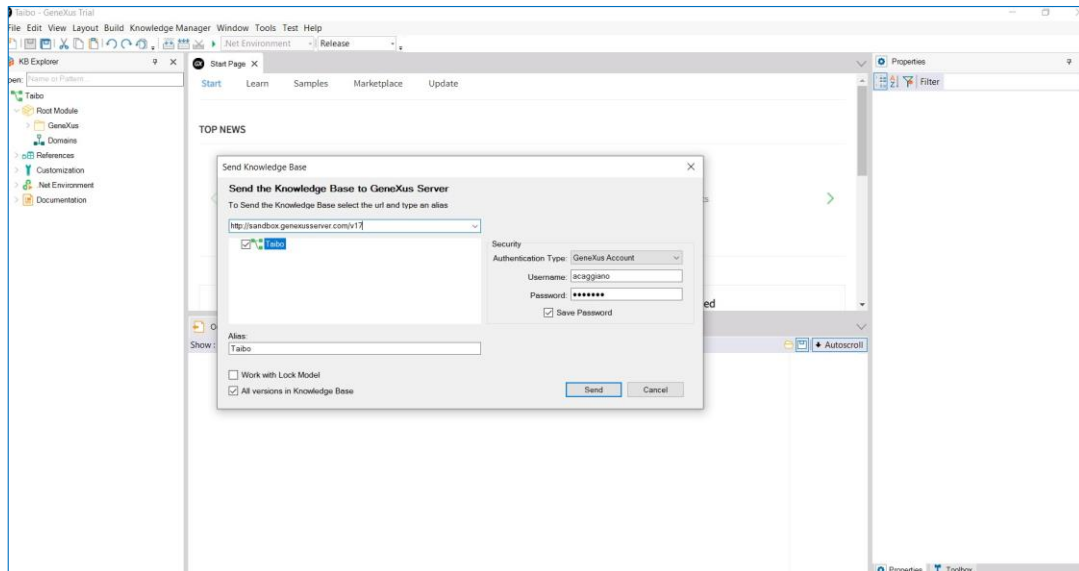 Taibo - GeneXus Trial
File Edit View Layout Build Knowledge Manager Window Tools Test Help
.Net Environment Release
KB Explorer
Start Page
Properties
Open: Name or Pattern...
Start Learn Samples Marketplace Update
Filter
Taibo
Root Module
GeneXus
Domains
References
Customization
.Net Environment
Documentation
TOP NEWS
Send Knowledge Base
Send the Knowledge Base to GeneXus Server
To Send the Knowledge Base select the url and type an alias
http://sandbox.genexusserver.com/v17
Taibo
Security
Authentication Type: GeneXus Account
Username: acaggiano
Password: •••••••
Save Password
Alias:
Taibo
Work with Lock Model
All versions in Knowledge Base
Send Cancel
ed
Show :
Autoscroll
Properties Toolbox